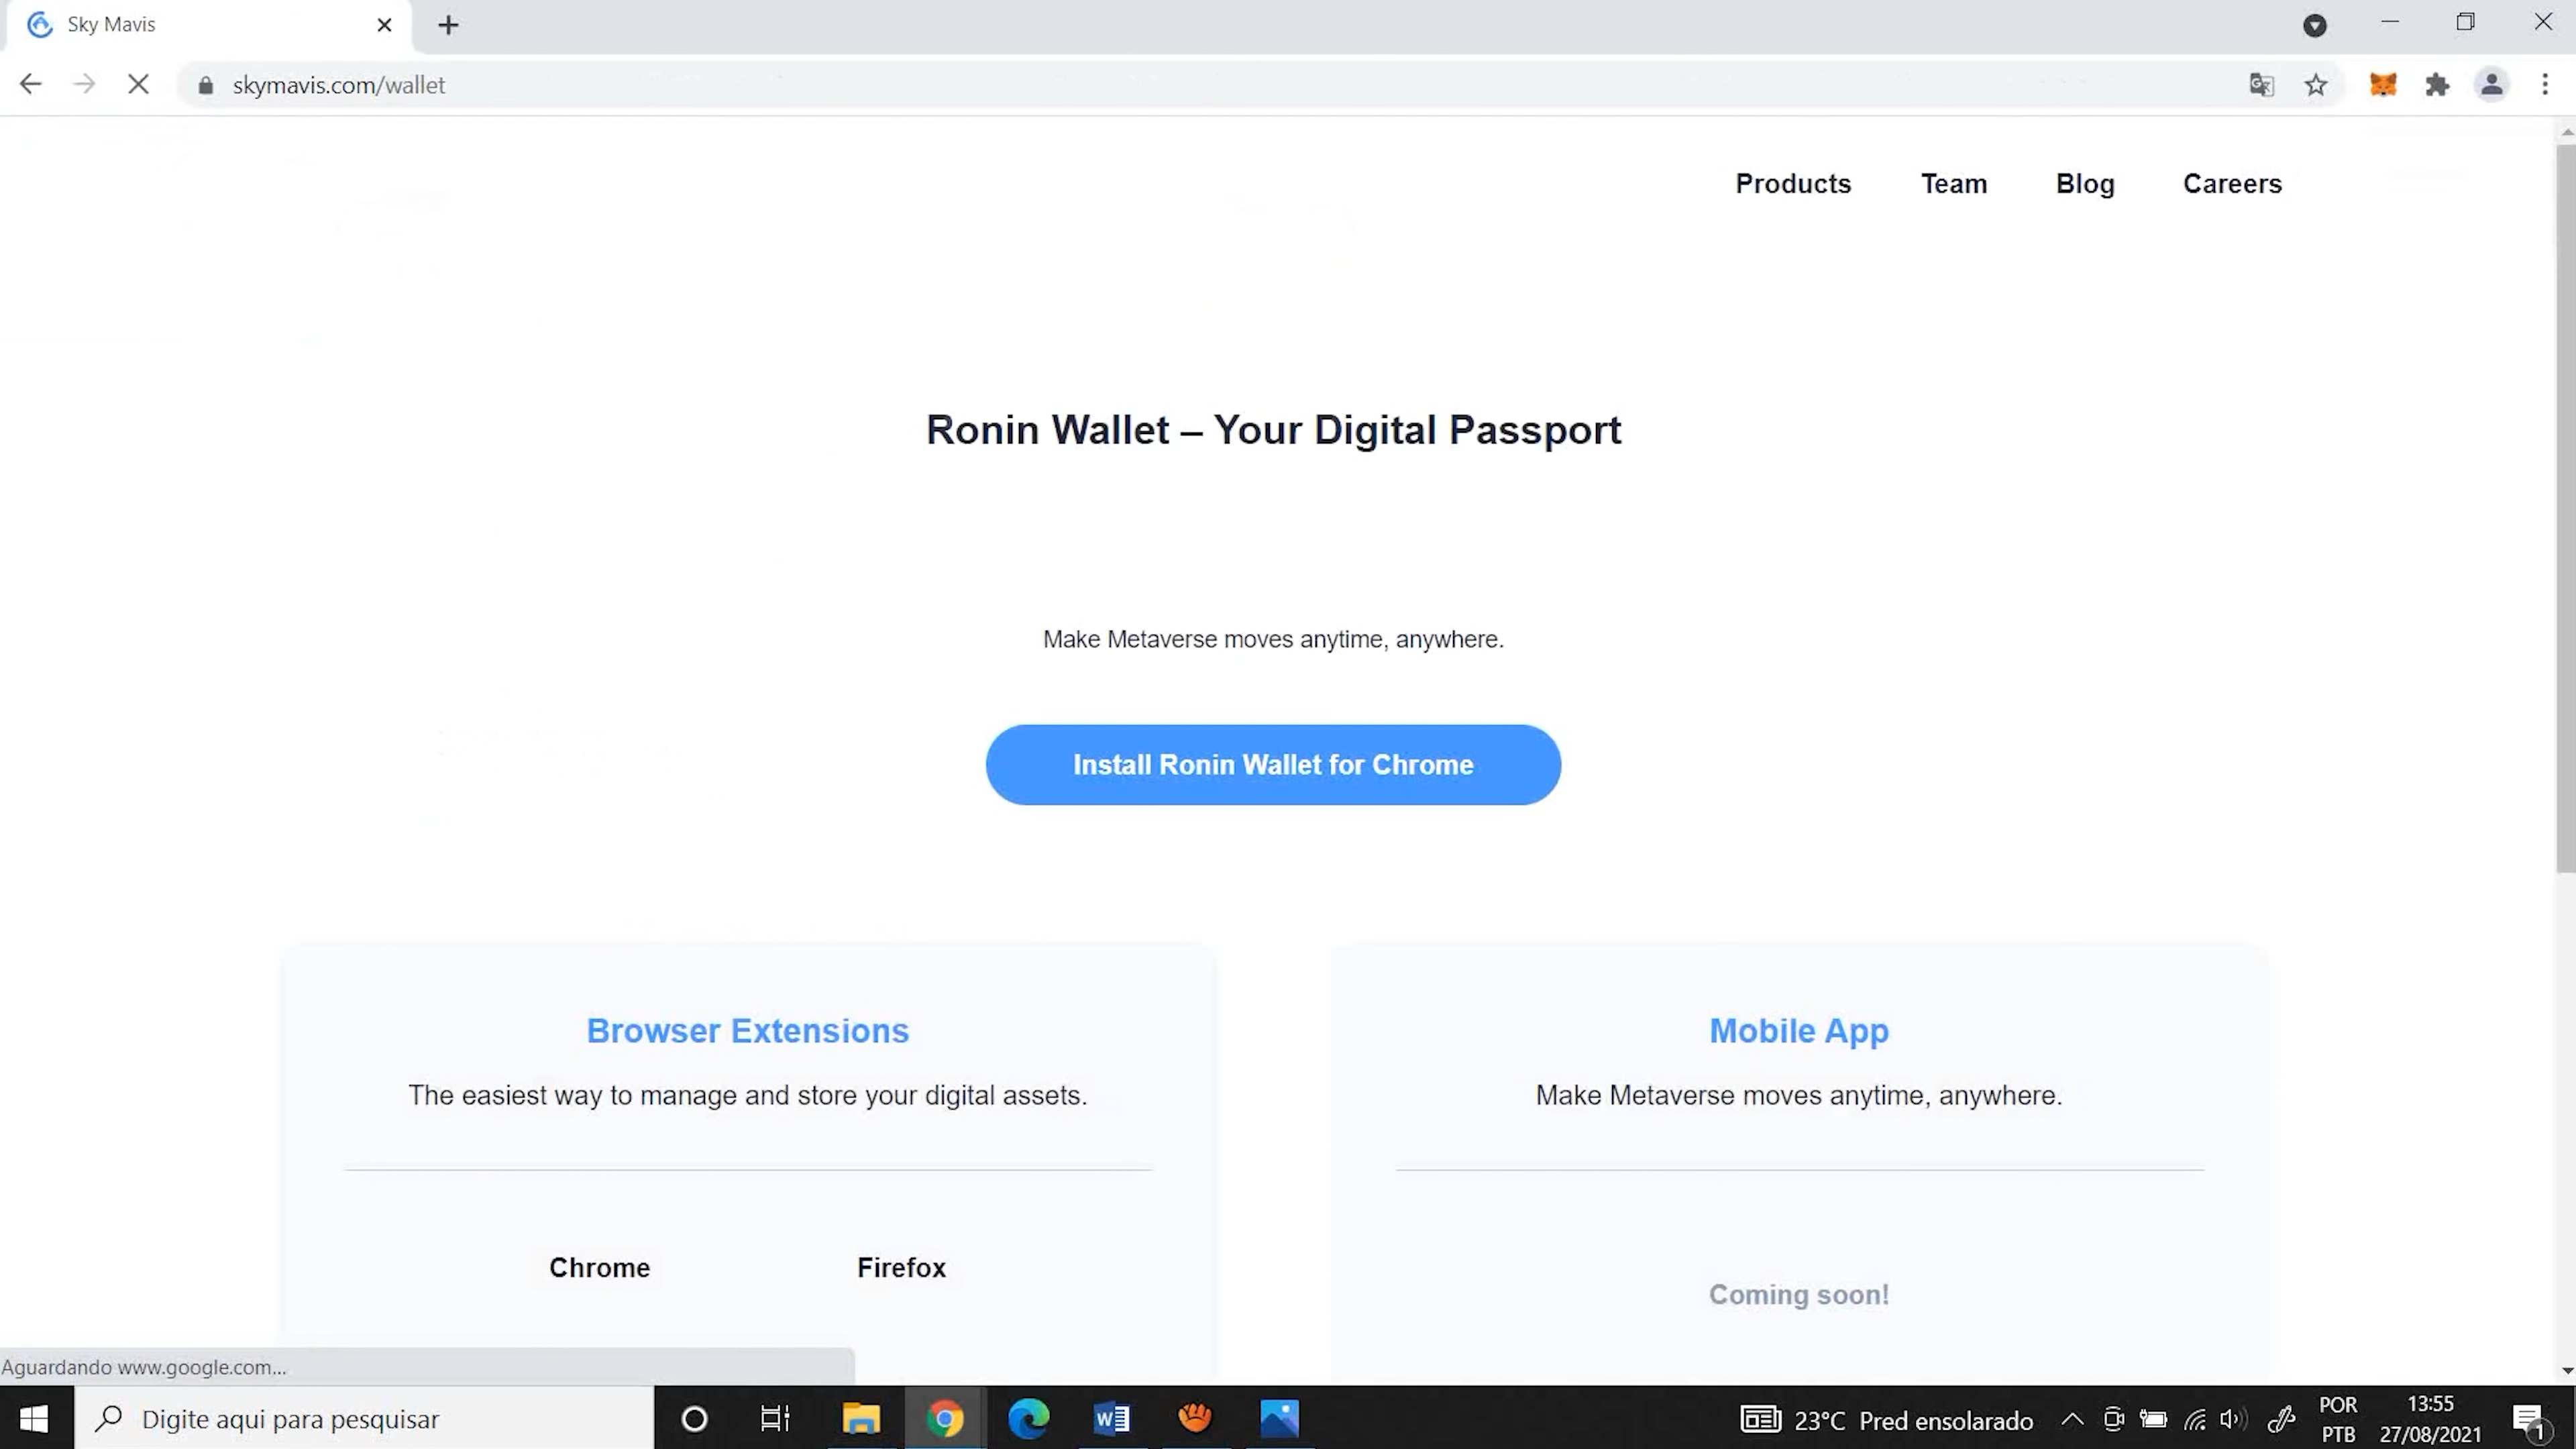 Sky Mavis
skymavis.com/wallet
Products Team Blog Careers
Ronin Wallet – Your Digital Passport
Make Metaverse moves anytime, anywhere.
Install Ronin Wallet for Chrome
Browser Extensions
The easiest way to manage and store your digital assets.
Chrome Firefox
Mobile App
Make Metaverse moves anytime, anywhere.
Coming soon!
Aguardando www.google.com...
Digite aqui para pesquisar
23°C Pred ensolarado
POR
PTB
13:55
27/08/2021
1